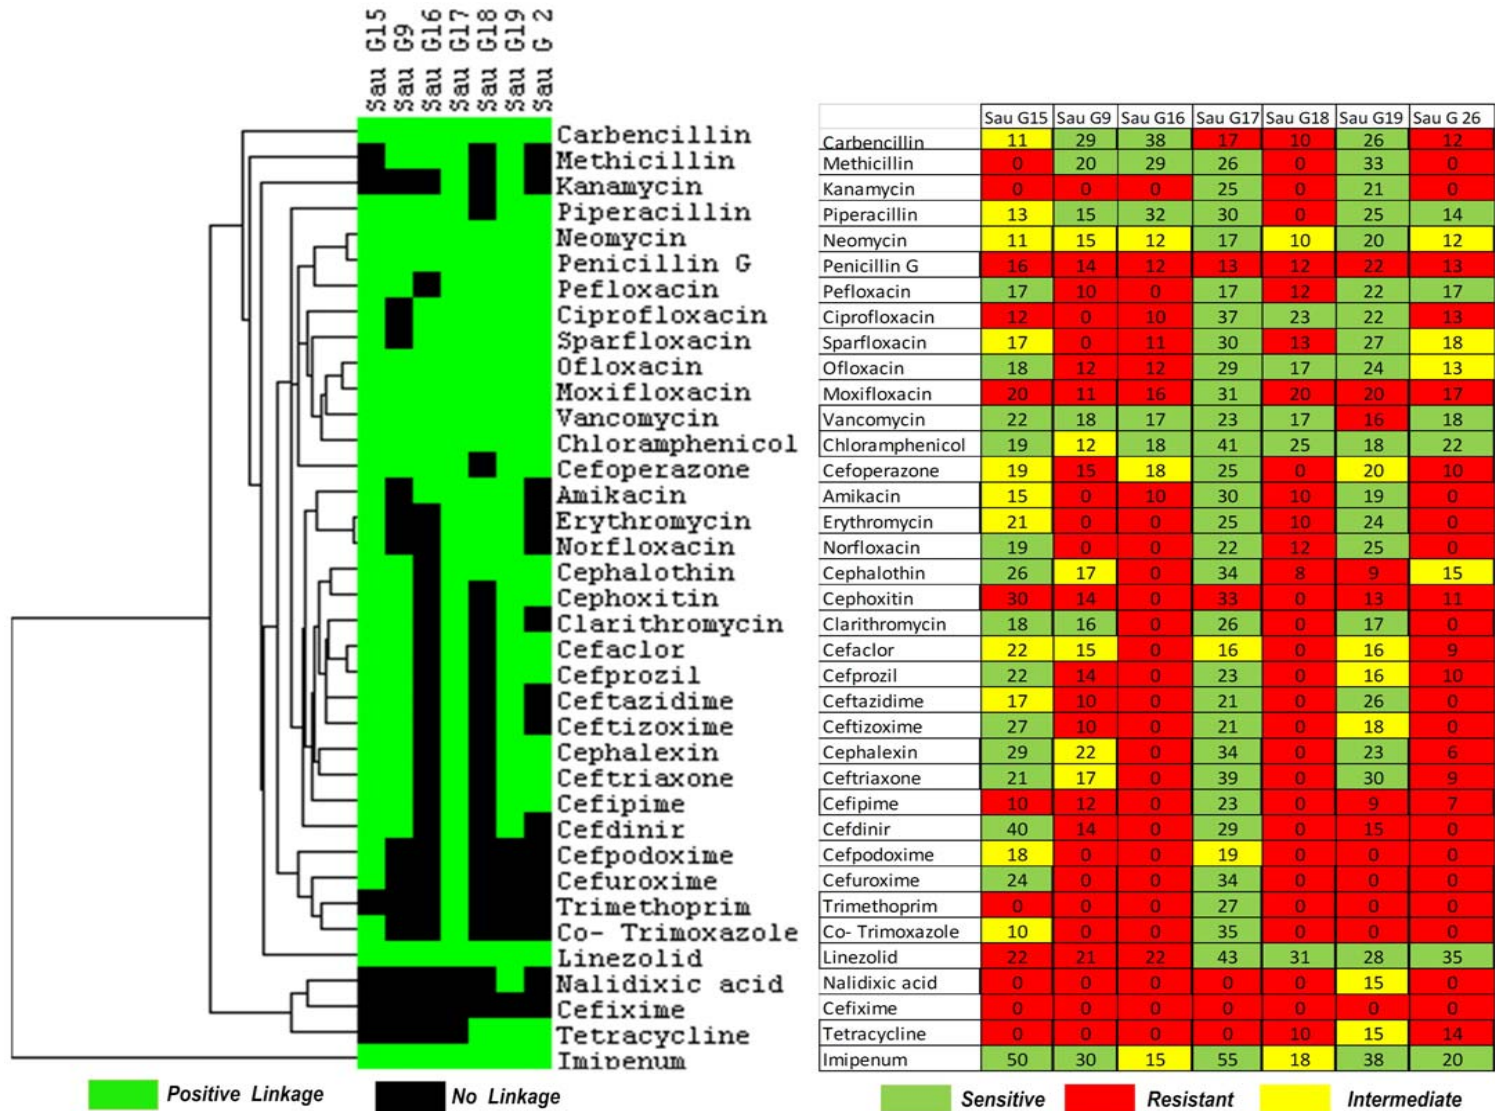 Sau G15
Sau G9
Sau G16
Sau G17
Sau G18
Sau G19
Sau G 2
Carbencillin
Methicillin
Kanamycin
Piperacillin
Neomycin
Penicillin G
Pefloxacin
Ciprofloxacin
Sparfloxacin
Ofloxacin
Moxifloxacin
Vancomycin
Chloramphenicol
Cefoperazone
Amikacin
Erythromycin
Norfloxacin
Cephalothin
Cephoxitin
Clarithromycin
Cefaclor
Cefprozil
Ceftazidime
Ceftizoxime
Cephalexin
Ceftriaxone
Cefipime
Cefdinir
Cefpodoxime
Cefuroxime
Trimethoprim
Co- Trimoxazole
Linezolid
Nalidixic acid
Cefixime
Tetracycline
Imipenum
Positive Linkage No Linkage
Sau G15 Sau G9 Sau G16 Sau G17 Sau G18 Sau G19 Sau G 26
Carbencillin 11 29 38 17 10 26 12
Methicillin 0 20 29 26 0 33 0
Kanamycin 0 0 0 25 0 21 0
Piperacillin 13 15 32 30 0 25 14
Neomycin 11 15 12 17 10 20 12
Penicillin G 16 14 12 13 12 22 13
Pefloxacin 17 10 0 17 12 22 17
Ciprofloxacin 12 0 10 37 23 22 13
Sparfloxacin 17 0 11 30 13 27 18
Ofloxacin 18 12 12 29 17 24 13
Moxifloxacin 20 11 16 31 20 20 17
Vancomycin 22 18 17 23 17 16 18
Chloramphenicol 19 12 18 41 25 18 22
Cefoperazone 19 15 18 25 0 20 10
Amikacin 15 0 10 30 10 19 0
Erythromycin 21 0 0 25 10 24 0
Norfloxacin 19 0 0 22 12 25 0
Cephalothin 26 17 0 34 8 9 15
Cephoxitin 30 14 0 33 0 13 11
Clarithromycin 18 16 0 26 0 17 0
Cefaclor 22 15 0 16 0 16 9
Cefprozil 22 14 0 23 0 16 10
Ceftazidime 17 10 0 21 0 26 0
Ceftizoxime 27 10 0 21 0 18 0
Cephalexin 29 22 0 34 0 23 6
Ceftriaxone 21 17 0 39 0 30 9
Cefipime 10 12 0 23 0 9 7
Cefdinir 40 14 0 29 0 15 0
Cefpodoxime 18 0 0 19 0 0 0
Cefuroxime 24 0 0 34 0 0 0
Trimethoprim 0 0 0 27 0 0 0
Co- Trimoxazole 10 0 0 35 0 0 0
Linezolid 22 21 22 43 31 28 35
Nalidixic acid 0 0 0 0 0 15 0
Cefixime 0 0 0 0 0 0 0
Tetracycline 0 0 0 0 10 15 14
Imipenum 50 30 15 55 18 38 20
Sensitive Resistant Intermediate